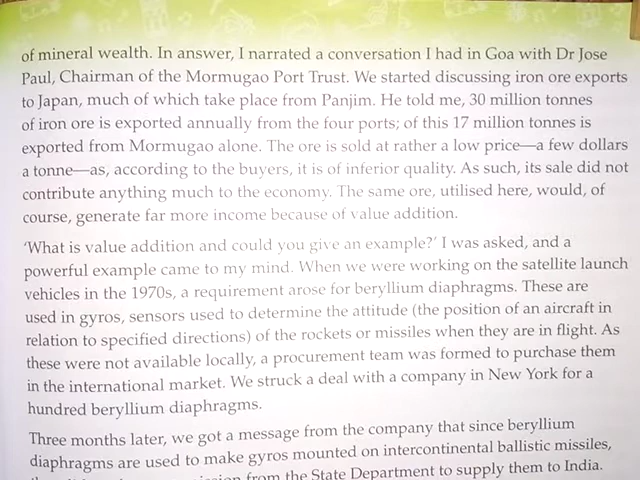 of mineral wealth. In answer, I narrated a conversation I had in Goa with Dr Jose
Paul, Chairman of the Mormugao Port Trust. We started discussing iron ore exports
to Japan, much of which take place from Panjim. He told me, 30 million tonnes
of iron ore is exported annually from the four ports; of this 17 million tonnes is
exported from Mormugao alone. The ore is sold at rather a low price—a few dollars
a tonne—as, according to the buyers, it is of inferior quality. As such, its sale did not
contribute anything much to the economy. The same ore, utilised here, would, of
course, generate far more income because of value addition.
‘What is value addition and could you give an example?’ I was asked, and a
powerful example came to my mind. When we were working on the satellite launch
vehicles in the 1970s, a requirement arose for beryllium diaphragms. These are
used in gyros, sensors used to determine the attitude (the position of an aircraft in
relation to specified directions) of the rockets or missiles when they are in flight. As
these were not available locally, a procurement team was formed to purchase them
in the international market. We struck a deal with a company in New York for a
hundred beryllium diaphragms.
Three months later, we got a message from the company that since beryllium
diaphragms are used to make gyros mounted on intercontinental ballistic missiles,
from the State Department to supply them to India.